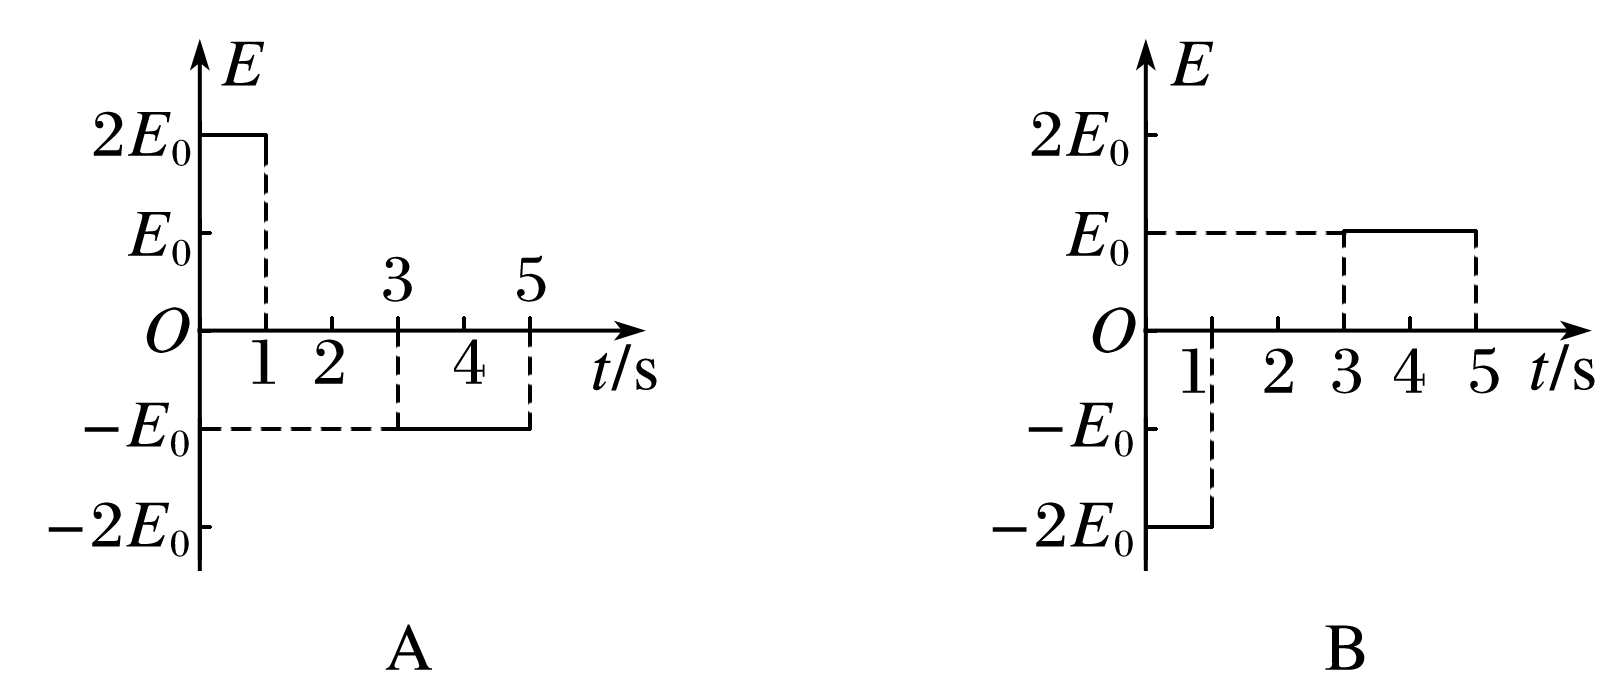 E
2E₀
E₀
3 5
O
1 2 4 t/s
−E₀
−2E₀
A
E
2E₀
E₀
O
1 2 3 4 5 t/s
−E₀
−2E₀
B